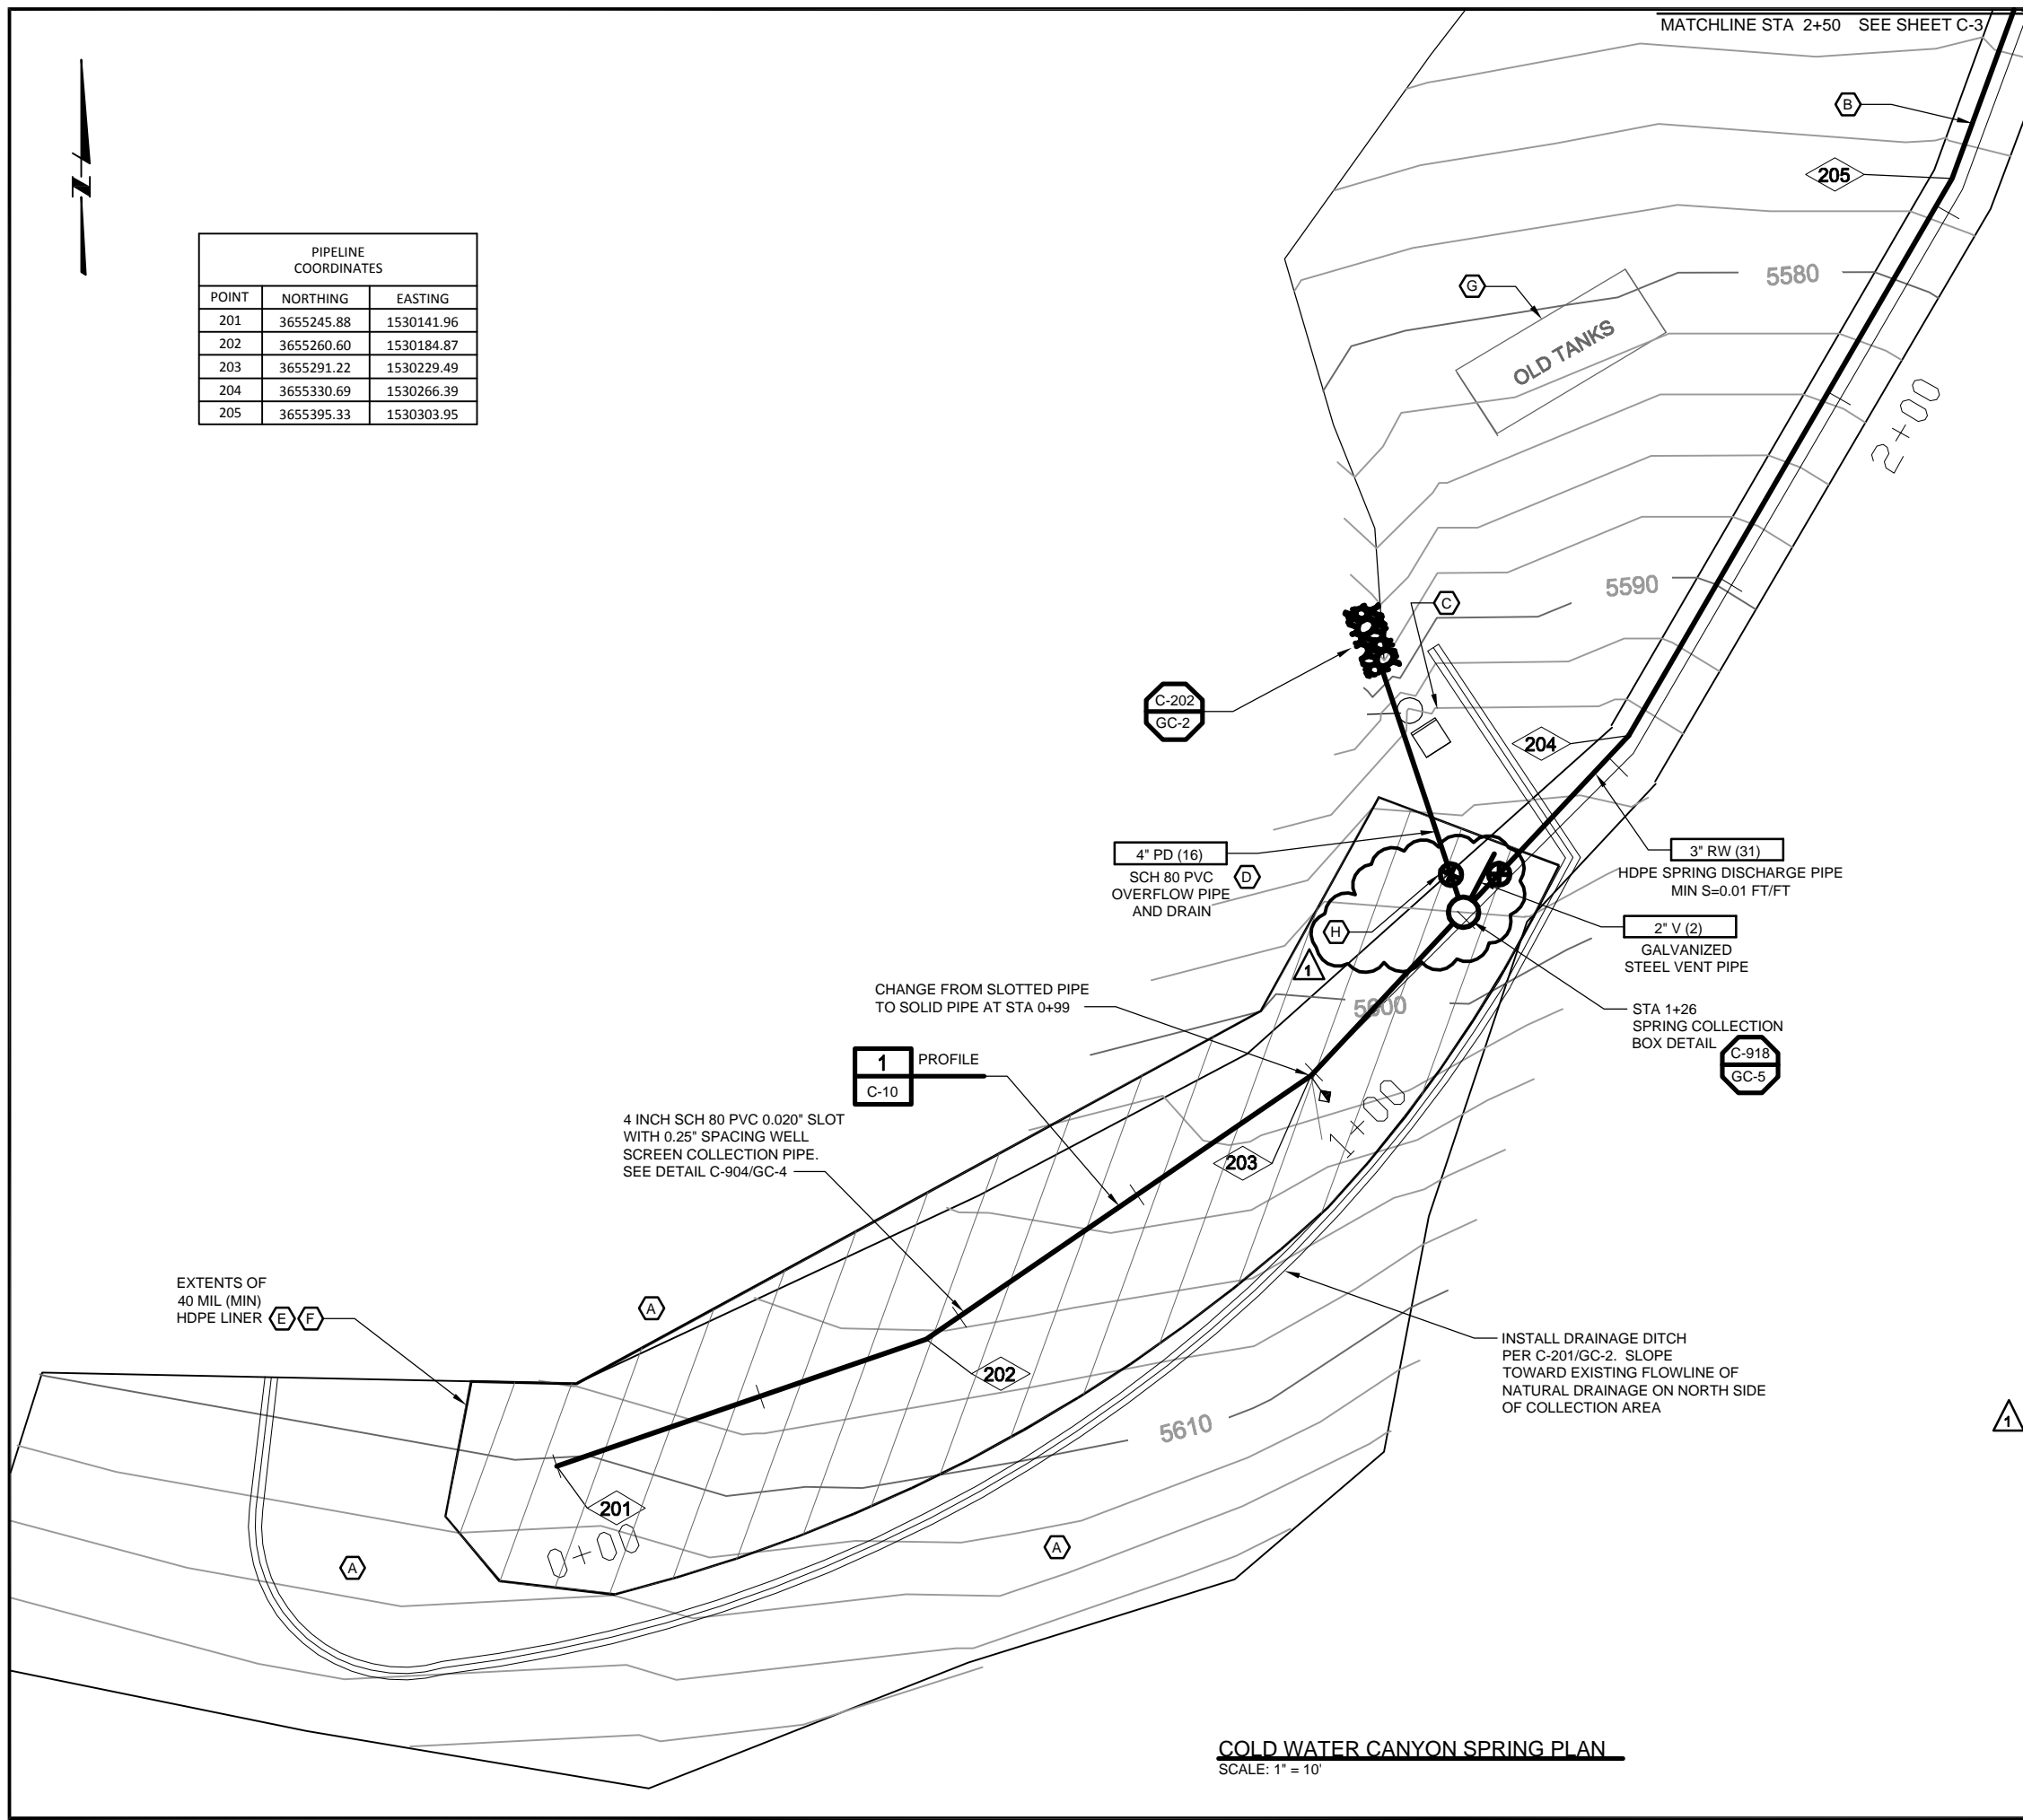 MATCHLINE STA 2+50 SEE SHEET C-3
N
B
205
PIPELINE
COORDINATES
POINT NORTHING EASTING
201 3655245.88 1530141.96
202 3655260.60 1530184.87
203 3655291.22 1530229.49
204 3655330.69 1530266.39
205 3655395.33 1530303.95
5580
G
OLD TANKS
2+00
5590
C
C-202
GC-2
204
4" PD (16)
SCH 80 PVC
OVERFLOW PIPE
AND DRAIN
D
3" RW (31)
HDPE SPRING DISCHARGE PIPE
MIN S=0.01 FT/FT
H
1
2" V (2)
GALVANIZED
STEEL VENT PIPE
CHANGE FROM SLOTTED PIPE
TO SOLID PIPE AT STA 0+99
5600
STA 1+26
SPRING COLLECTION
BOX DETAIL
C-918
GC-5
1
C-10
PROFILE
1+00
4 INCH SCH 80 PVC 0.020" SLOT
WITH 0.25" SPACING WELL
SCREEN COLLECTION PIPE.
SEE DETAIL C-904/GC-4
203
EXTENTS OF
40 MIL (MIN)
HDPE LINER E F
A
INSTALL DRAINAGE DITCH
PER C-201/GC-2. SLOPE
TOWARD EXISTING FLOWLINE OF
NATURAL DRAINAGE ON NORTH SIDE
OF COLLECTION AREA
202
5610
1
201
0+00
A
A
COLD WATER CANYON SPRING PLAN
SCALE: 1" = 10'